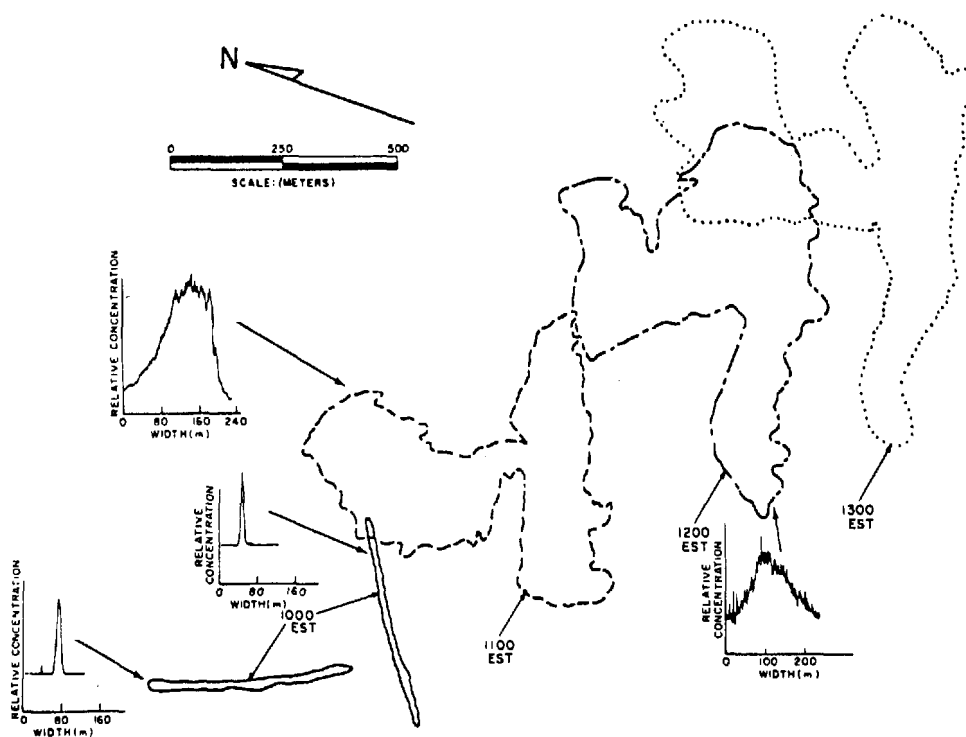 N
0 250 500
SCALE: (METERS)
RELATIVE CONCENTRATION
0 80 160 240
WIDTH(m)
RELATIVE
CONCENTRATION
0 80 160
WIDTH(m)
RELATIVE CONCENTRATION
0 80 160
WIDTH(m)
1000
EST
1100
EST
1200
EST
1300
EST
RELATIVE
CONCENTRATION
0 100 200
WIDTH(m)